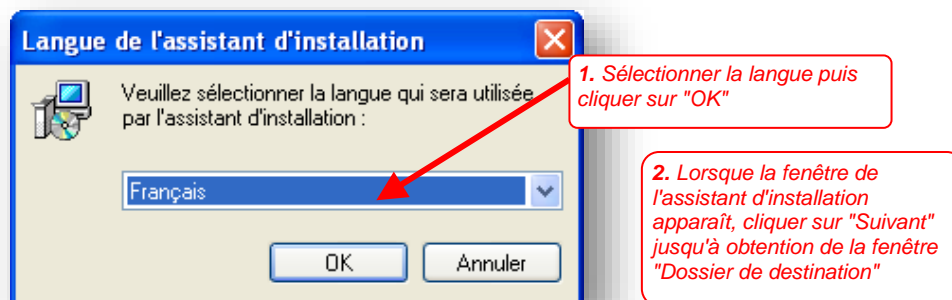 Langue de l'assistant d'installation
Veuillez sélectionner la langue qui sera utilisée
par l'assistant d'installation :
Français
OK
Annuler
1. Sélectionner la langue puis
cliquer sur "OK"
2. Lorsque la fenêtre de
l'assistant d'installation
apparaît, cliquer sur "Suivant"
jusqu'à obtention de la fenêtre
"Dossier de destination"